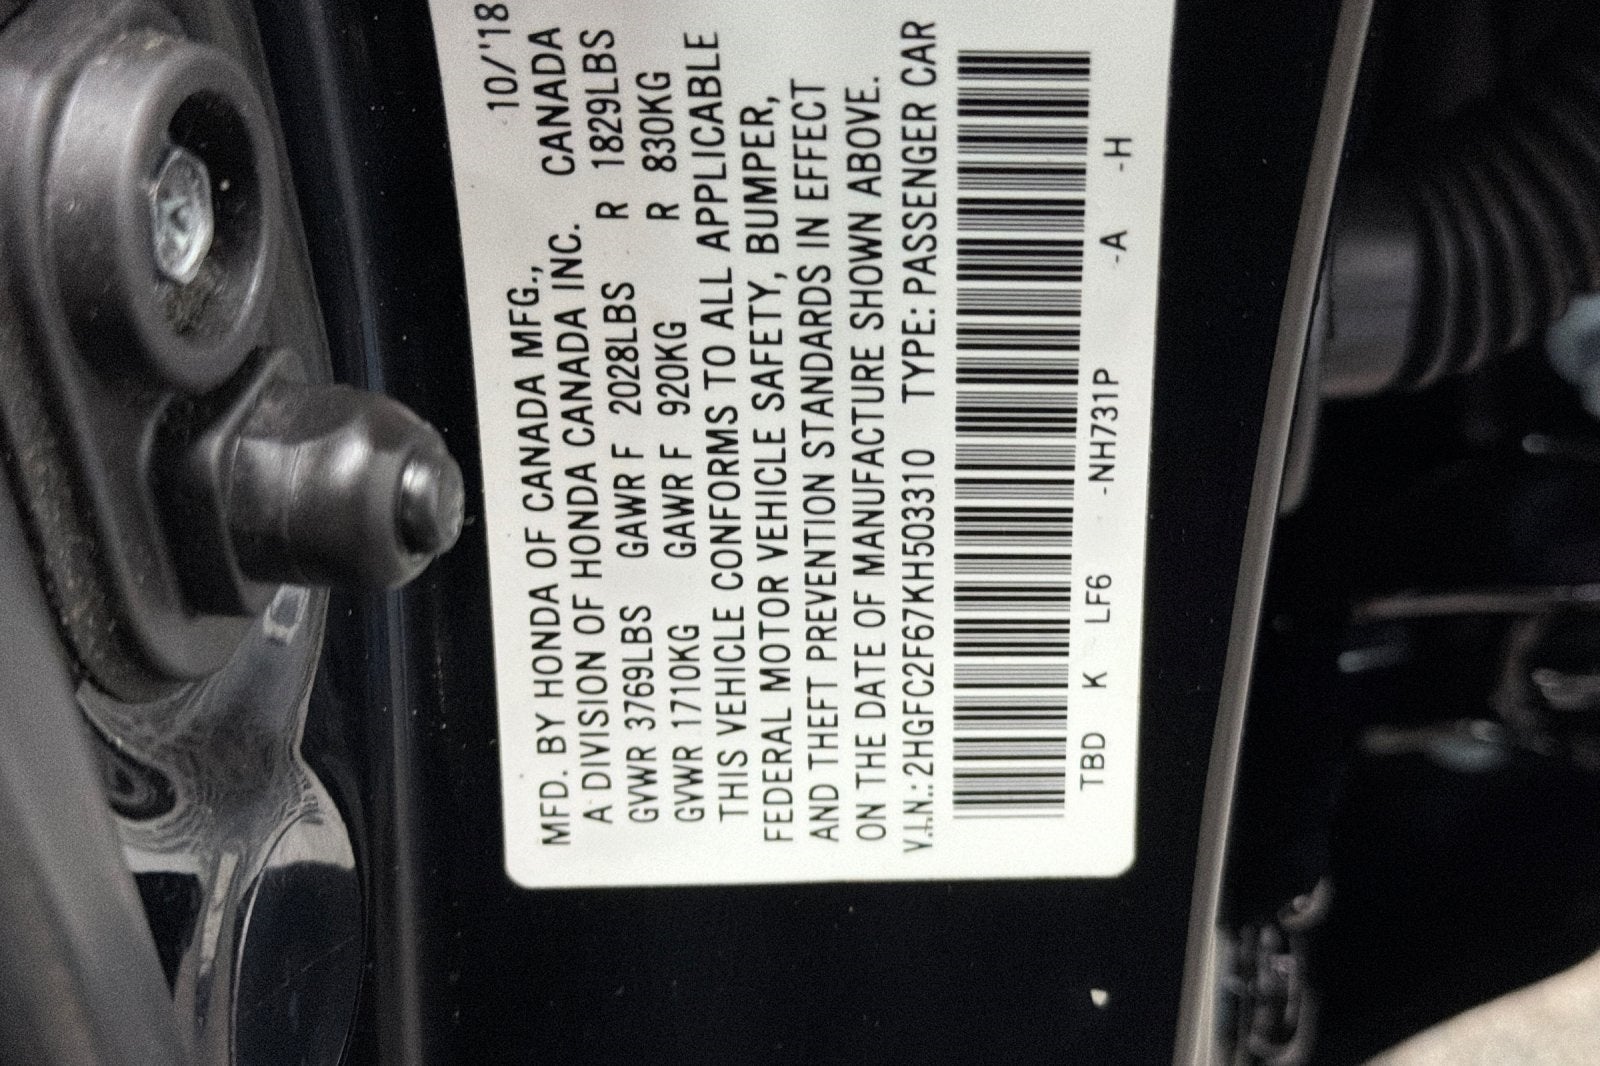 10/'18
MFD. BY HONDA OF CANADA MFG., CANADA
A DIVISION OF HONDA CANADA INC.
GVWR 3769LBS GAWR F 2028LBS R 1829LBS
GVWR 1710KG GAWR F 920KG R 830KG
THIS VEHICLE CONFORMS TO ALL APPLICABLE
FEDERAL MOTOR VEHICLE SAFETY, BUMPER,
AND THEFT PREVENTION STANDARDS IN EFFECT
ON THE DATE OF MANUFACTURE SHOWN ABOVE.
V.I.N.:2HGFC2F67KH503310 TYPE: PASSENGER CAR
TBD K LF6 -NH731P -A -H